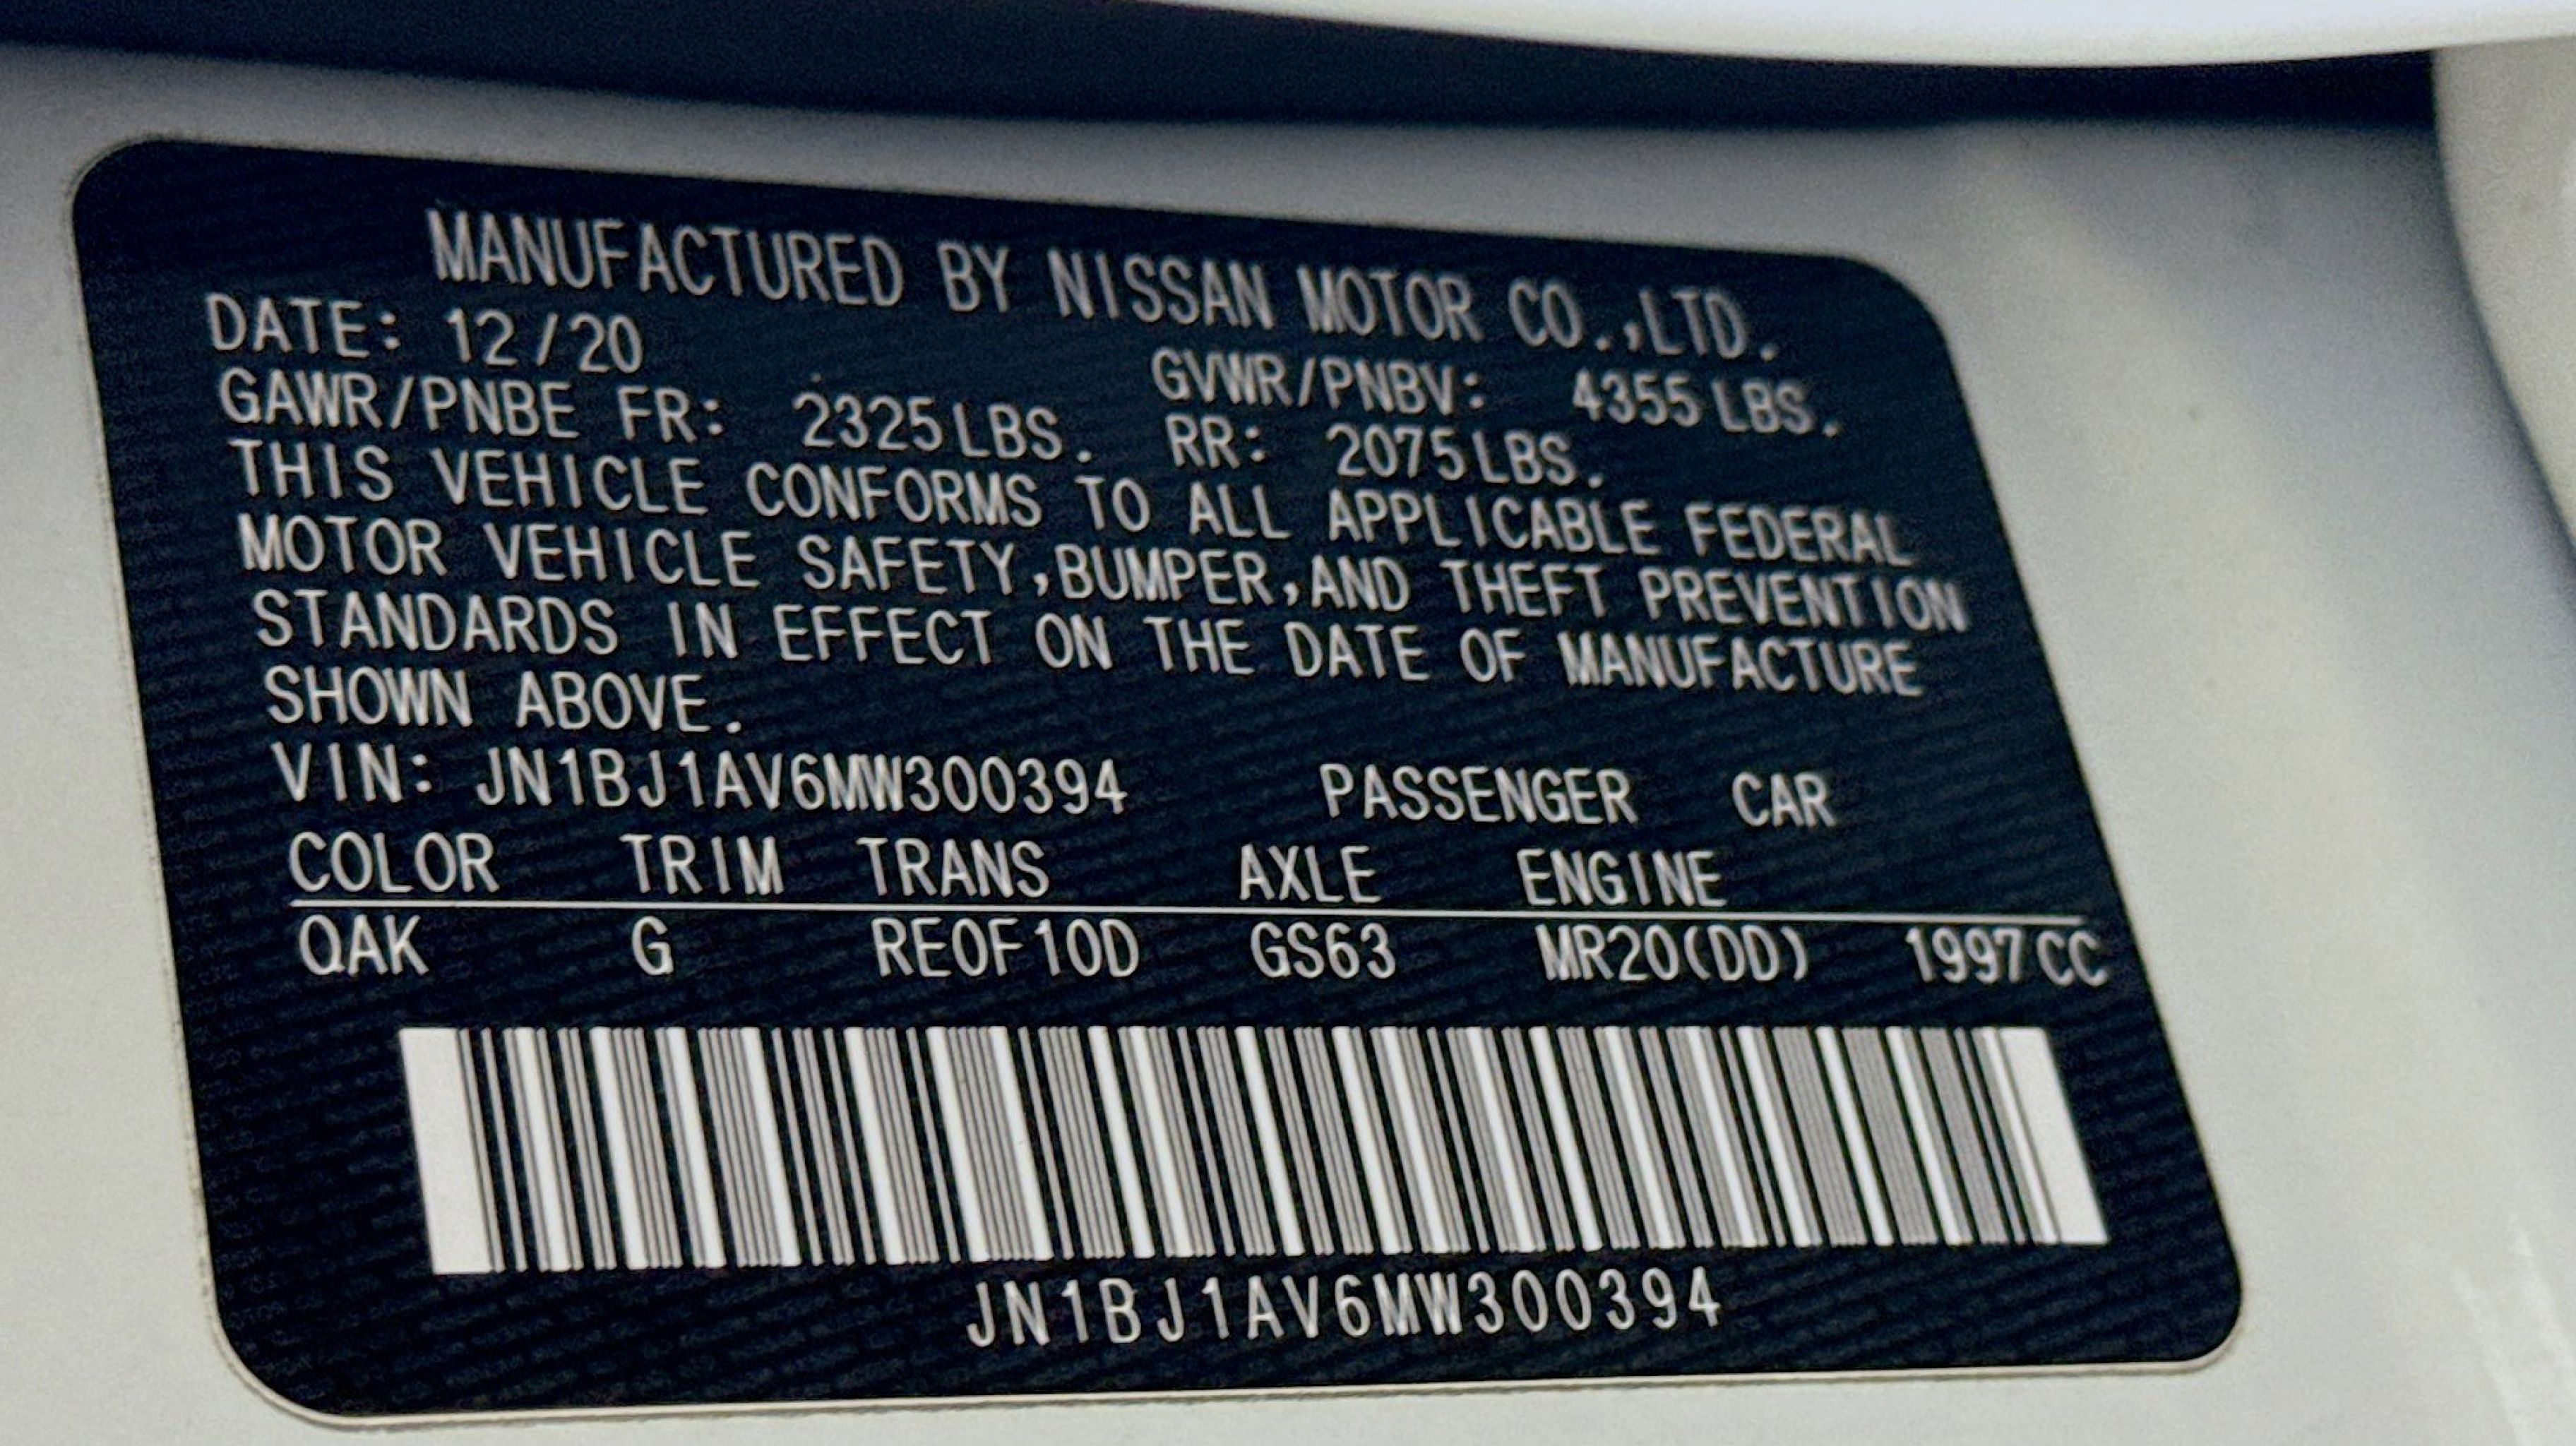 MANUFACTURED BY NISSAN MOTOR CO.,LTD.
DATE: 12/20 GVWR/PNBV: 4355 LBS.
GAWR/PNBE FR: 2325 LBS. RR: 2075 LBS.
THIS VEHICLE CONFORMS TO ALL APPLICABLE FEDERAL
MOTOR VEHICLE SAFETY,BUMPER,AND THEFT PREVENTION
STANDARDS IN EFFECT ON THE DATE OF MANUFACTURE
SHOWN ABOVE.
VIN: JN1BJ1AV6MW300394 PASSENGER CAR
COLOR TRIM TRANS AXLE ENGINE
QAK G RE0F10D GS63 MR20(DD) 1997 CC
JN1BJ1AV6MW300394